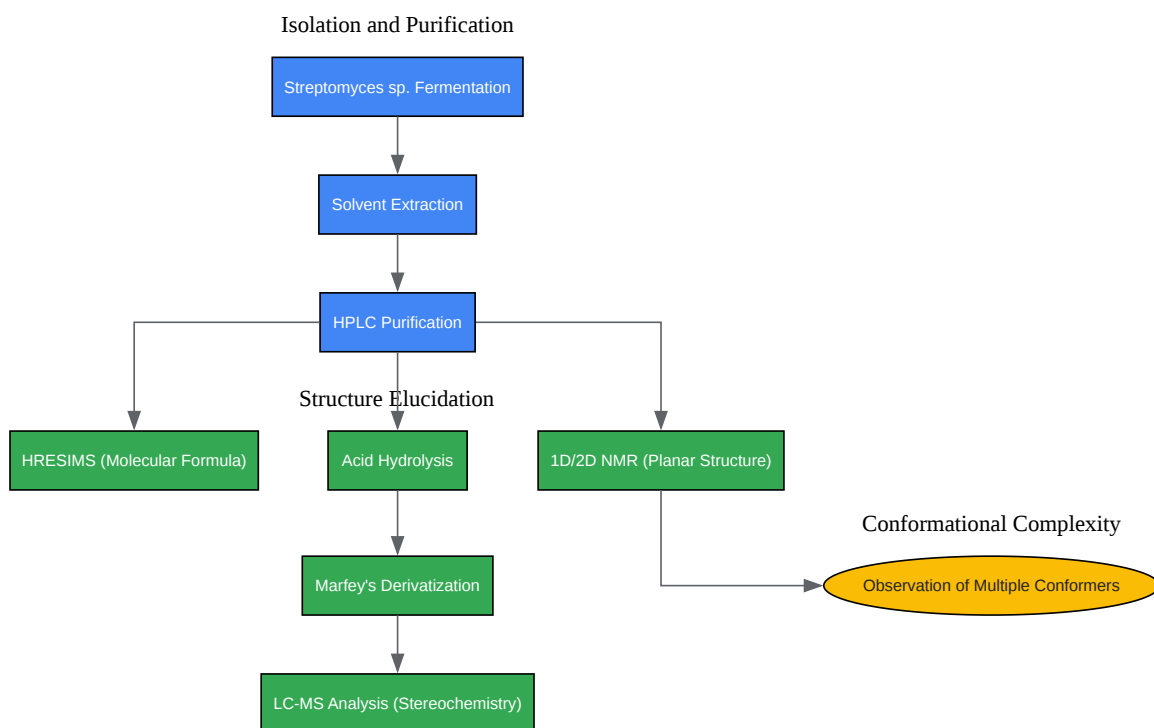 Isolation and Purification
Streptomyces sp. Fermentation
Solvent Extraction
HPLC Purification
Structure Elucidation
HRESIMS (Molecular Formula)
Acid Hydrolysis
1D/2D NMR (Planar Structure)
Conformational Complexity
Marfey's Derivatization
Observation of Multiple Conformers
LC-MS Analysis (Stereochemistry)